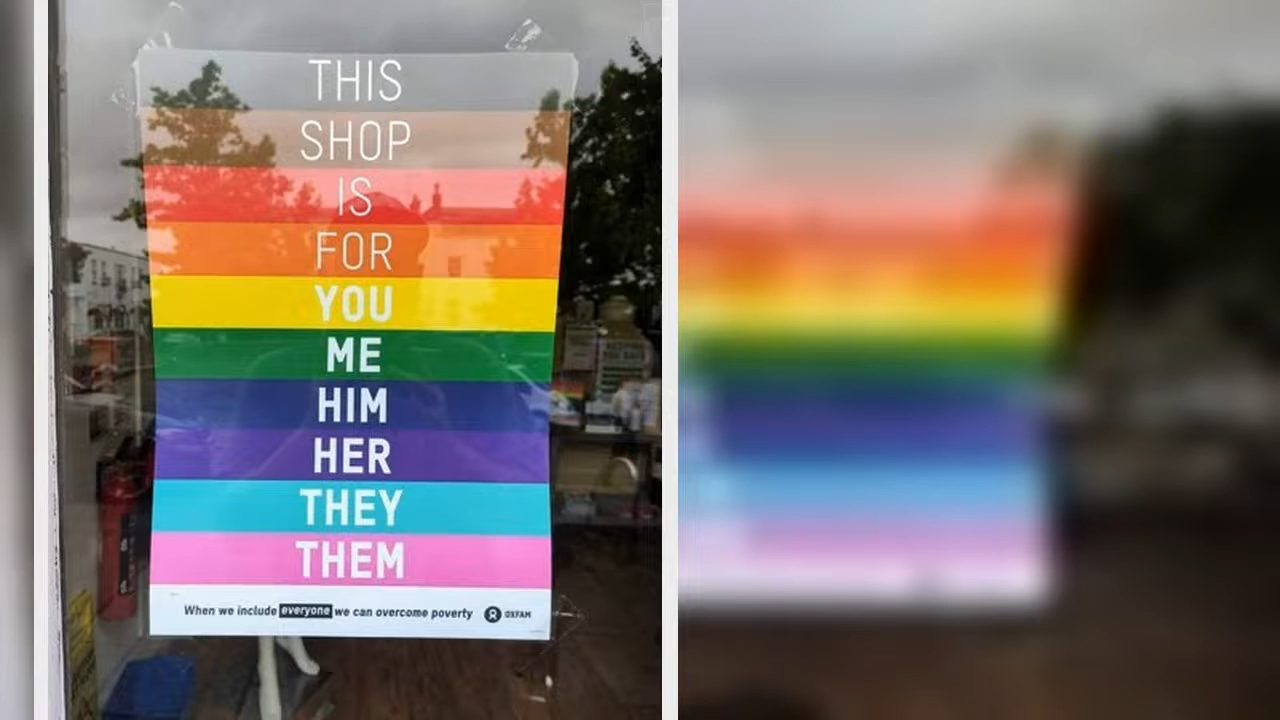 THIS
SHOP
IS
FOR
YOU
ME
HIM
HER
THEY
THEM
When we include everyone we can overcome poverty OXFAM